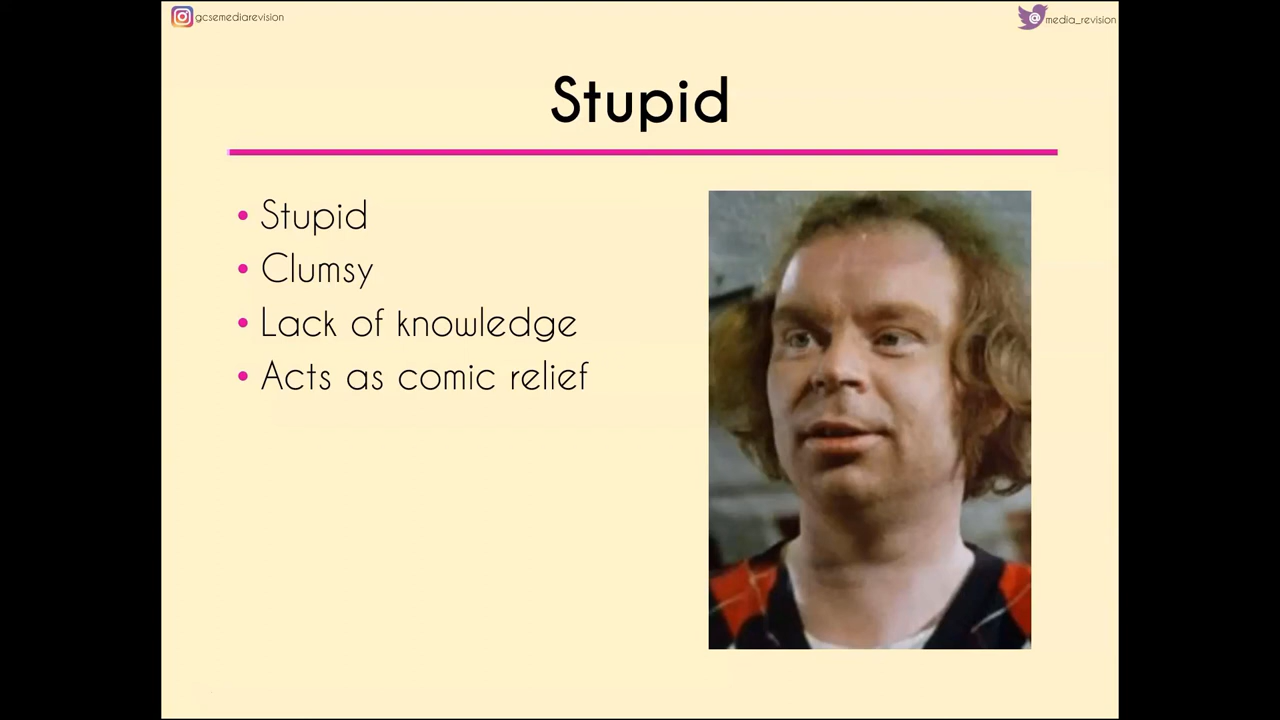 gcsemediarevision
@media_revision
Stupid
• Stupid
• Clumsy
• Lack of knowledge
• Acts as comic relief